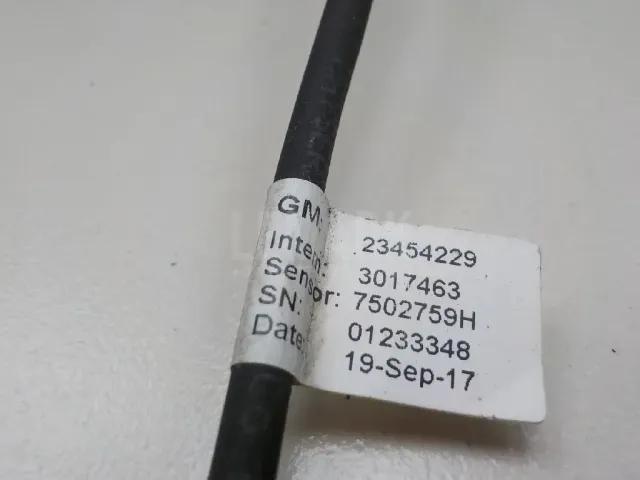 GM: 23454229
Intern: 3017463
Sensor: 7502759H
SN: 01233348
Date: 19-Sep-17